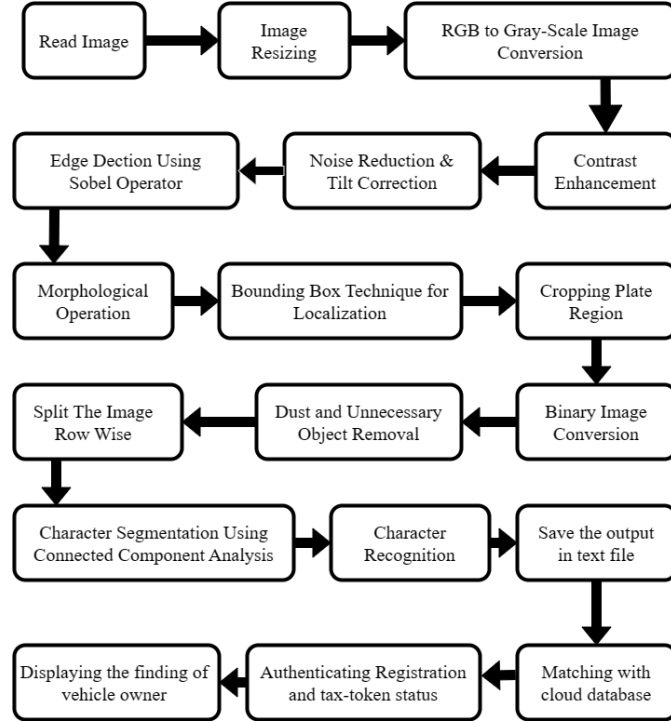 Read Image
Image
Resizing
RGB to Gray-Scale Image
Conversion
Contrast
Enhancement
Noise Reduction &
Tilt Correction
Edge Dection Using
Sobel Operator
Morphological
Operation
Bounding Box Technique for
Localization
Cropping Plate
Region
Binary Image
Conversion
Dust and Unnecessary
Object Removal
Split The Image
Row Wise
Character Segmentation Using
Connected Component Analysis
Character
Recognition
Save the output
in text file
Matching with
cloud database
Authenticating Registration
and tax-token status
Displaying the finding of
vehicle owner